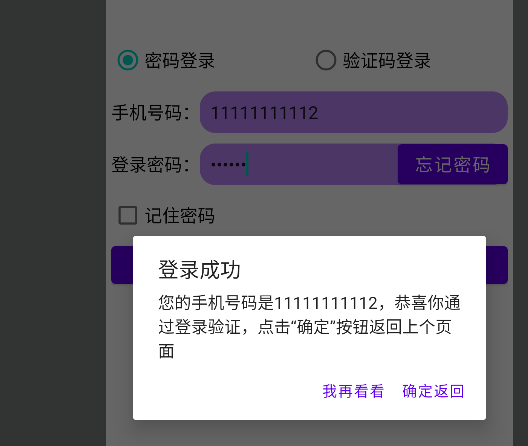 密码登录 验证码登录
手机号码： 11111111112
登录密码： •••••• 忘记密码
记住密码
登录成功
您的手机号码是11111111112，恭喜你通
过登录验证，点击“确定”按钮返回上个页
面
我再看看 确定返回